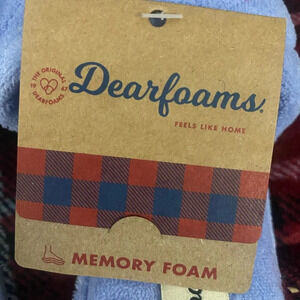 THE ORIGINAL
DEARFOAMS
Dearfoams.
FEELS LIKE HOME
MEMORY FOAM